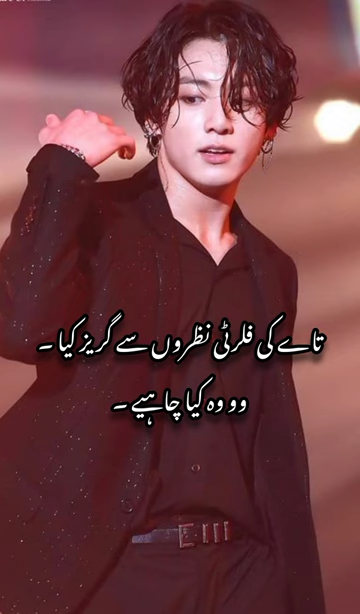 تاے کی فلرٹی نظروں سے گریز کیا ۔
وو وہ کیا چاہیے ۔